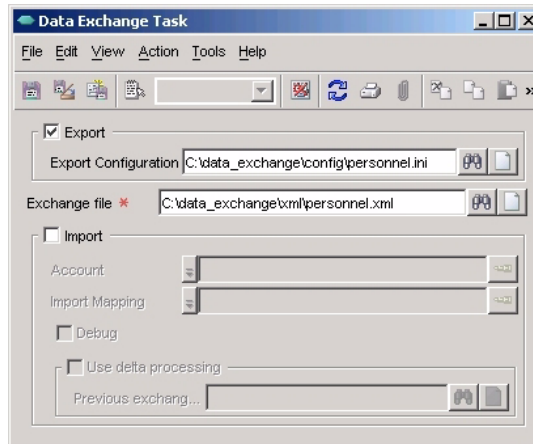 Data Exchange Task
File Edit View Action Tools Help
Export
Export Configuration C:\data_exchange\config\personnel.ini
Exchange file * C:\data_exchange\xml\personnel.xml
Import
Account
Import Mapping
Debug
Use delta processing
Previous exchang...